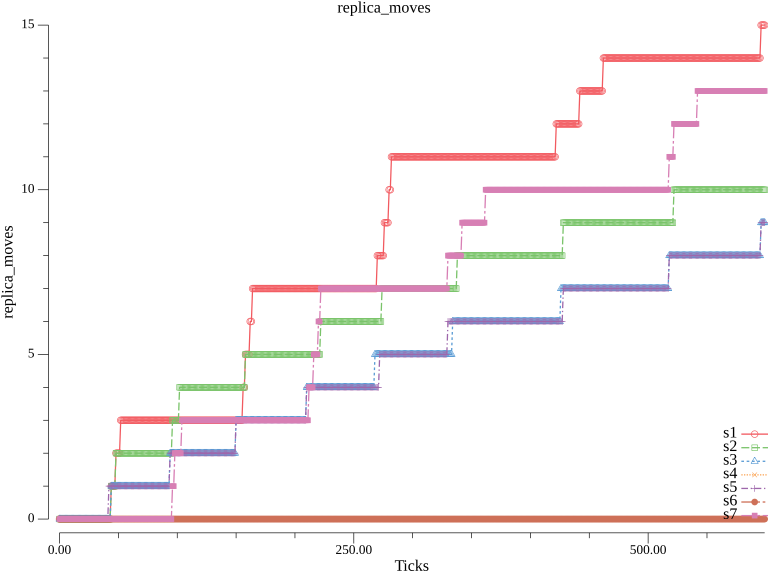 replica_moves
15
10
5
0
replica_moves
0.00
250.00
500.00
Ticks
s1
s2
s3
s4
s5
s6
s7